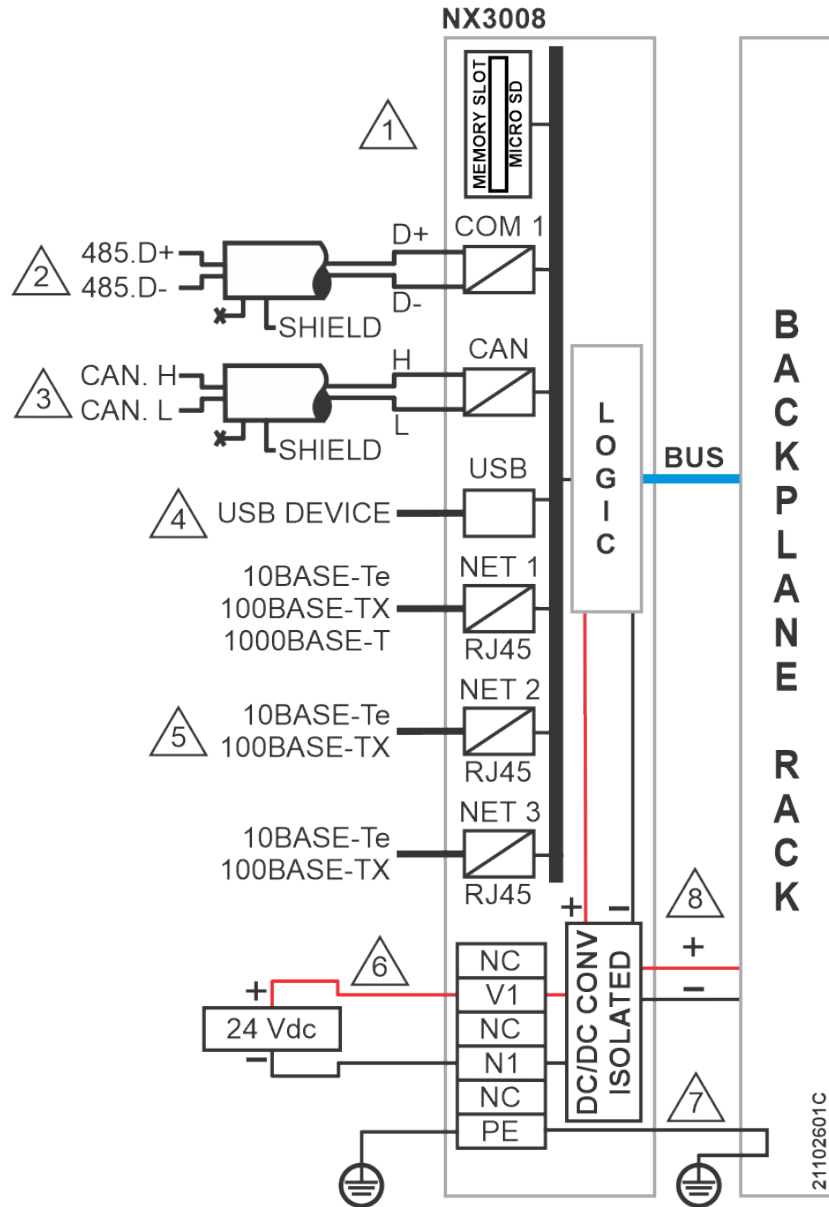 NX3008
MEMORY SLOT
MICRO SD
1
COM 1
D+
D-
485.D+
485.D-
2
SHIELD
CAN
H
L
CAN. H
CAN. L
3
SHIELD
USB
USB DEVICE
4
NET 1
10BASE-Te
100BASE-TX
1000BASE-T
RJ45
NET 2
10BASE-Te
100BASE-TX
5
RJ45
NET 3
10BASE-Te
100BASE-TX
RJ45
LOGIC
BUS
BACKPLANE RACK
+
-
8
+
-
DC/DC CONV
ISOLATED
6
+
24 Vdc
-
NC
V1
NC
N1
NC
PE
7
21102601C